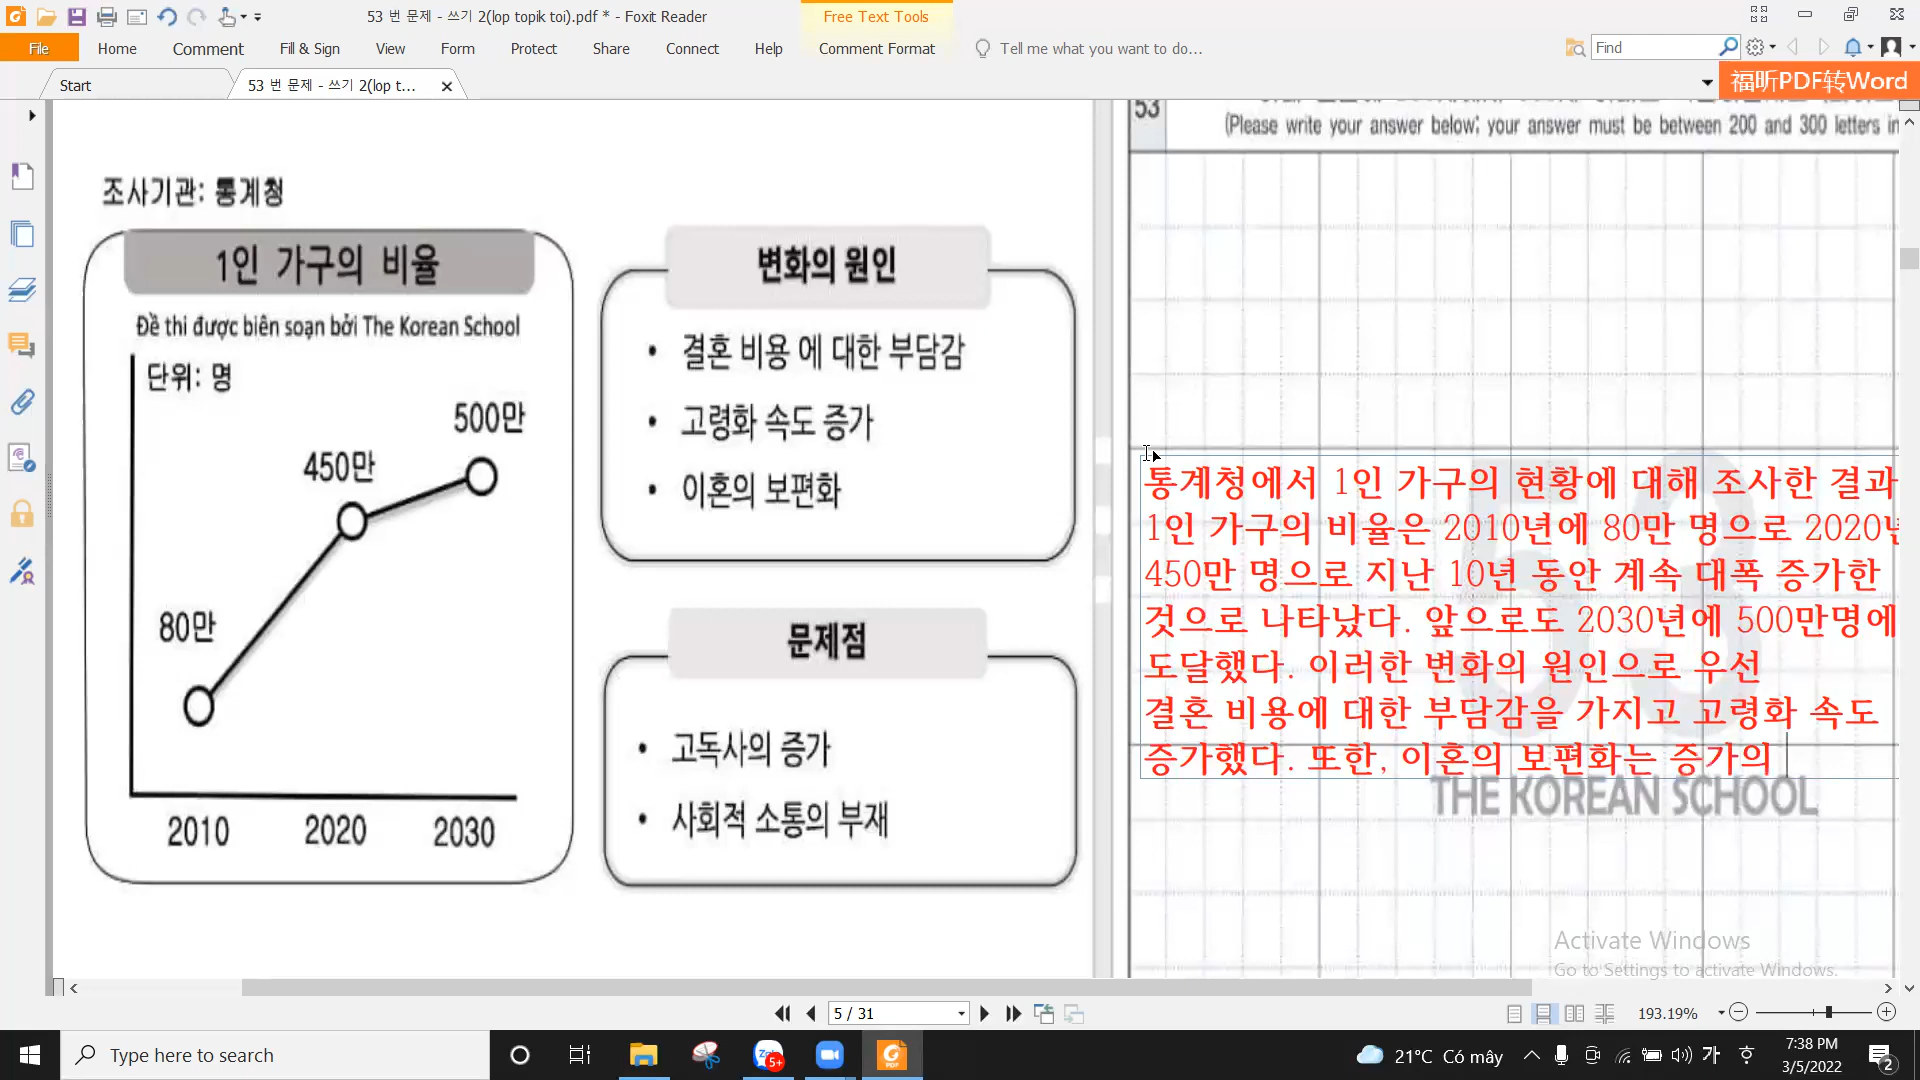 53 번 문제 - 쓰기 2(lop topik toi).pdf * - Foxit Reader
Free Text Tools
File
Home
Comment
Fill & Sign
View
Form
Protect
Share
Connect
Help
Comment Format
Tell me what you want to do...
Find
Start
53 번 문제 - 쓰기 2(lop t...
福昕PDF转Word
53
(Please write your answer below; your answer must be between 200 and 300 letters in
조사기관: 통계청
1인 가구의 비율
Đề thi được biên soạn bởi The Korean School
단위: 명
500만
450만
80만
2010 2020 2030
변화의 원인
• 결혼 비용 에 대한 부담감
• 고령화 속도 증가
• 이혼의 보편화
문제점
• 고독사의 증가
• 사회적 소통의 부재
통계청에서 1인 가구의 현황에 대해 조사한 결과
1인 가구의 비율은 2010년에 80만 명으로 2020년
450만 명으로 지난 10년 동안 계속 대폭 증가한
것으로 나타났다. 앞으로도 2030년에 500만명에
도달했다. 이러한 변화의 원인으로 우선
결혼 비용에 대한 부담감을 가지고 고령화 속도
증가했다. 또한, 이혼의 보편화는 증가의
53
THE KOREAN SCHOOL
Activate Windows
Go to Settings to activate Windows.
5 / 31
193.19%
Type here to search
5+
21°C Có mây
가
7:38 PM
3/5/2022
2